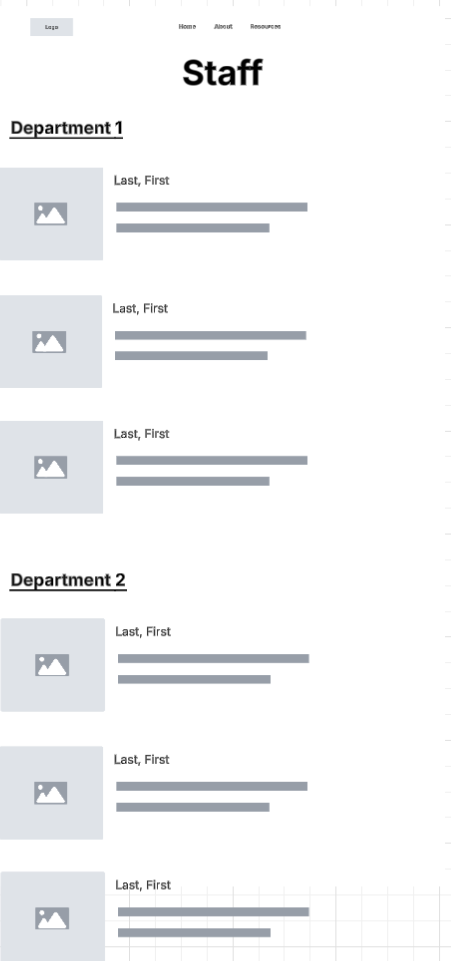 Logo
Home About Resources
Staff
Department 1
Last, First
Last, First
Last, First
Department 2
Last, First
Last, First
Last, First